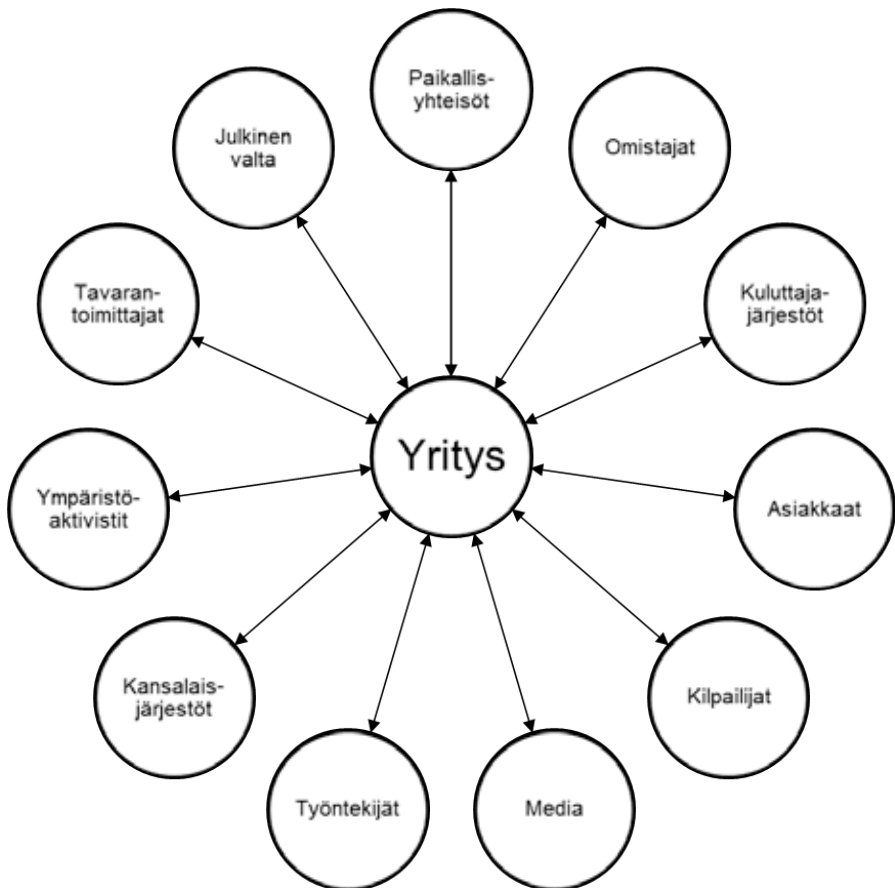 Paikallis-
yhteisöt
Omistajat
Kuluttaja-
järjestöt
Asiakkaat
Kilpailijat
Media
Työntekijät
Kansalais-
järjestöt
Ympäristö-
aktivistit
Tavaran-
toimittajat
Julkinen
valta
Yritys